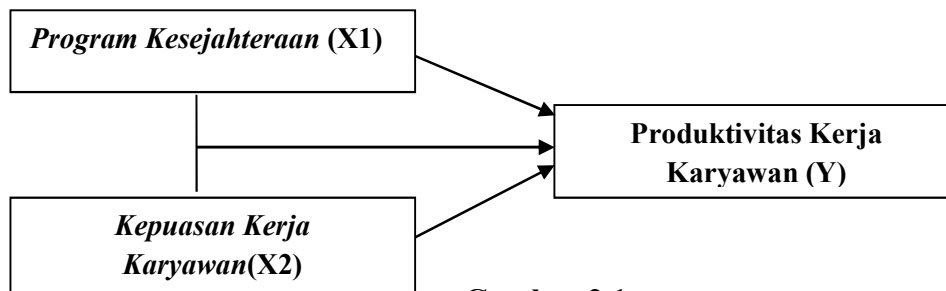 Program Kesejahteraan (X1)
Produktivitas Kerja
Karyawan (Y)
Kepuasan Kerja
Karyawan(X2)